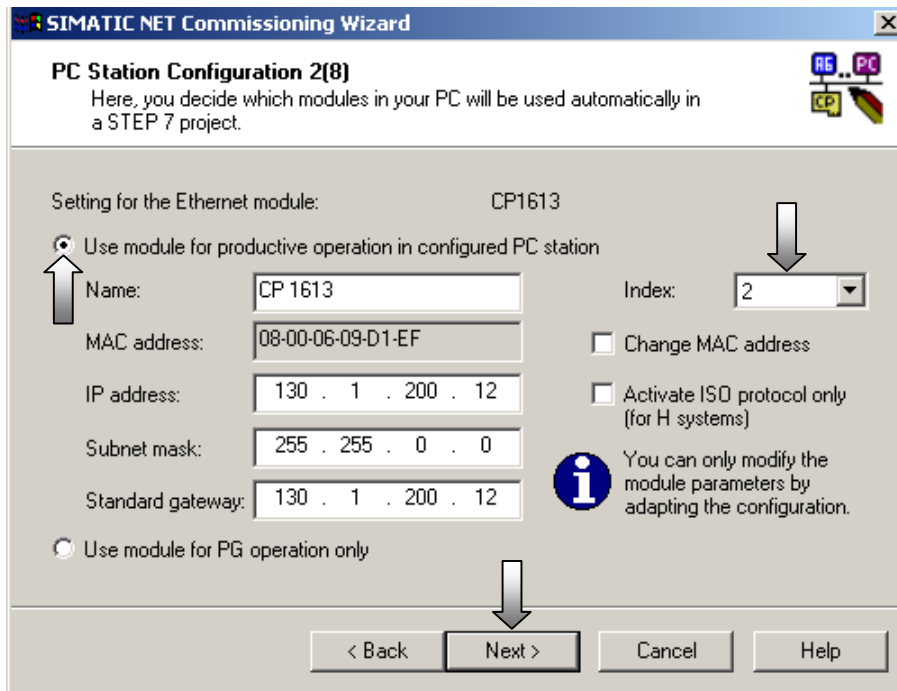 SIMATIC NET Commissioning Wizard
PC Station Configuration 2(8)
Here, you decide which modules in your PC will be used automatically in
a STEP 7 project.
AG .. PC
CP
Setting for the Ethernet module: CP1613
Use module for productive operation in configured PC station
Name: CP 1613 Index: 2
MAC address: 08-00-06-09-D1-EF Change MAC address
IP address: 130 . 1 . 200 . 12 Activate ISO protocol only
(for H systems)
Subnet mask: 255 . 255 . 0 . 0
You can only modify the
module parameters by
adapting the configuration.
Standard gateway: 130 . 1 . 200 . 12
Use module for PG operation only
< Back Next > Cancel Help